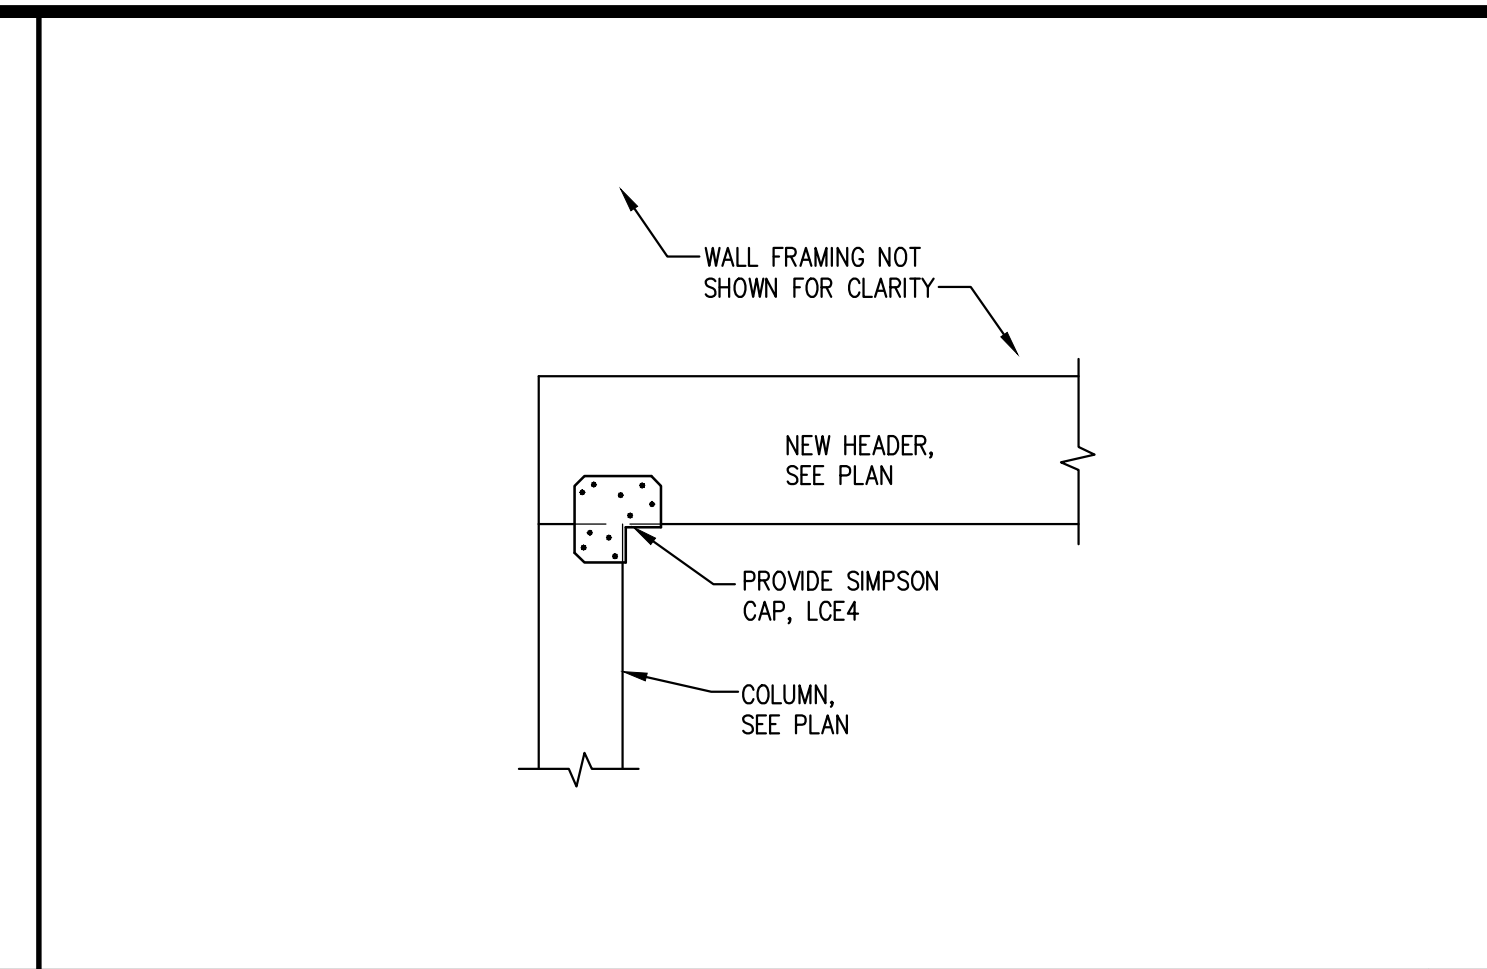 WALL FRAMING NOT
SHOWN FOR CLARITY
NEW HEADER,
SEE PLAN
PROVIDE SIMPSON
CAP, LCE4
COLUMN,
SEE PLAN